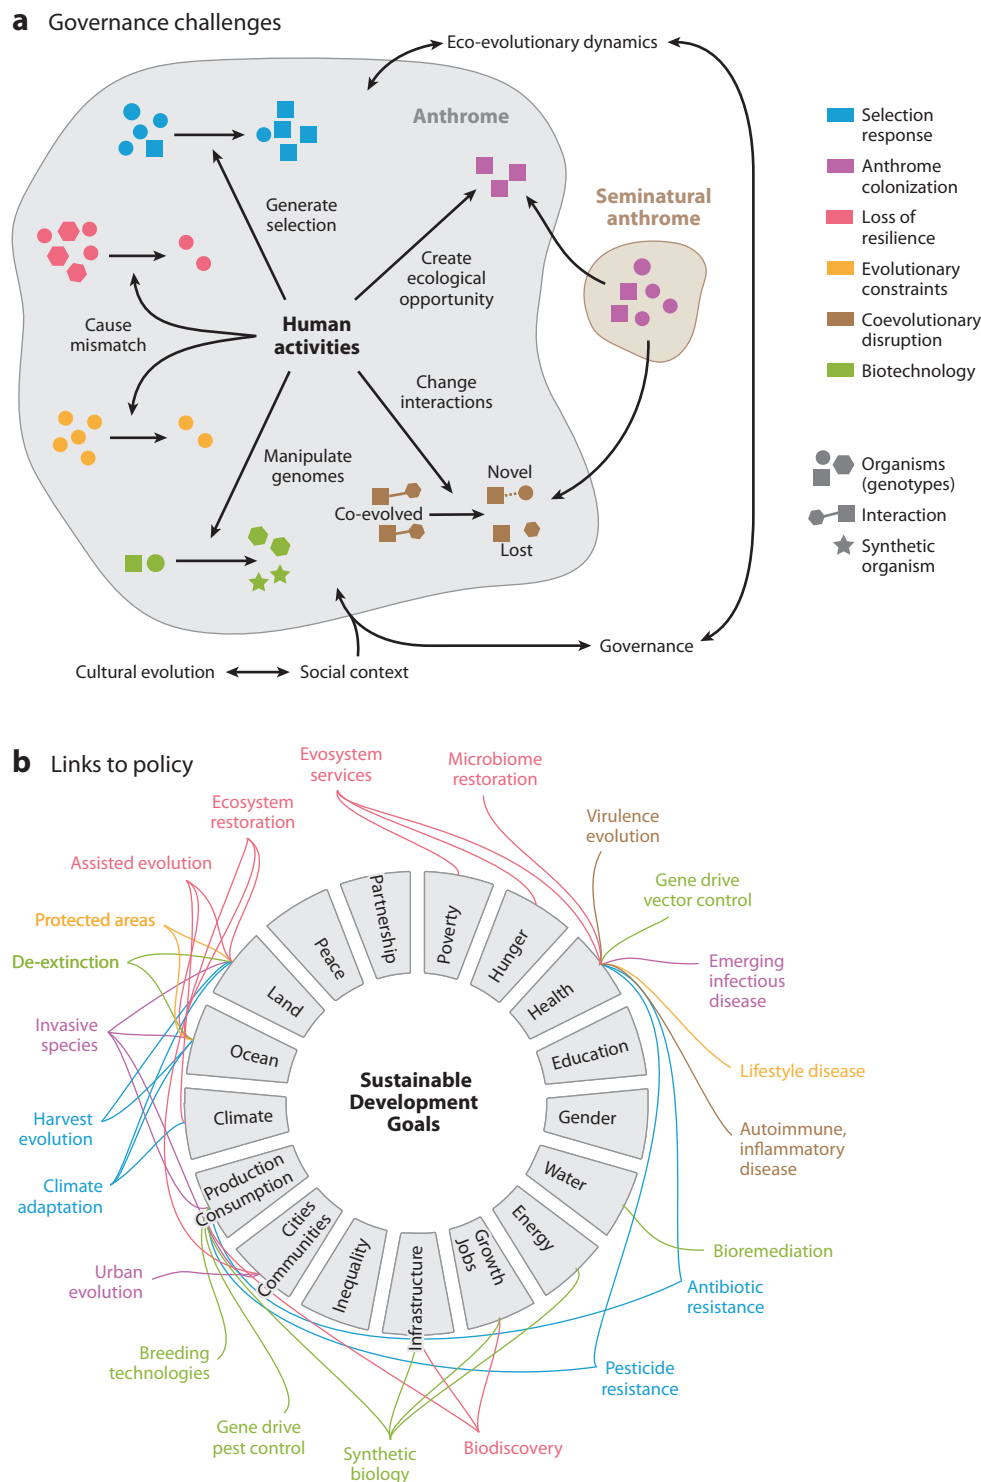 a Governance challenges
Eco-evolutionary dynamics
Anthrome
Selection
response
Anthrome
colonization
Loss of
resilience
Evolutionary
constraints
Coevolutionary
disruption
Biotechnology
Seminatural
anthrome
Generate
selection
Create
ecological
opportunity
Human
activities
Cause
mismatch
Change
interactions
Manipulate
genomes
Novel
Co-evolved
Lost
Organisms
(genotypes)
Interaction
Synthetic
organism
Governance
Cultural evolution
Social context
b Links to policy
Evosystem
services
Microbiome
restoration
Ecosystem
restoration
Virulence
evolution
Assisted evolution
Gene drive
vector control
Protected areas
De-extinction
Emerging
infectious
disease
Invasive
species
Lifestyle disease
Harvest
evolution
Autoimmune,
inflammatory
disease
Climate
adaptation
Bioremediation
Urban
evolution
Antibiotic
resistance
Breeding
technologies
Pesticide
resistance
Gene drive
pest control
Synthetic
biology
Biodiscovery
Sustainable
Development
Goals
Poverty
Hunger
Health
Education
Gender
Water
Energy
Growth
Jobs
Infrastructure
Inequality
Cities
Communities
Production
Consumption
Climate
Ocean
Land
Peace
Partnership